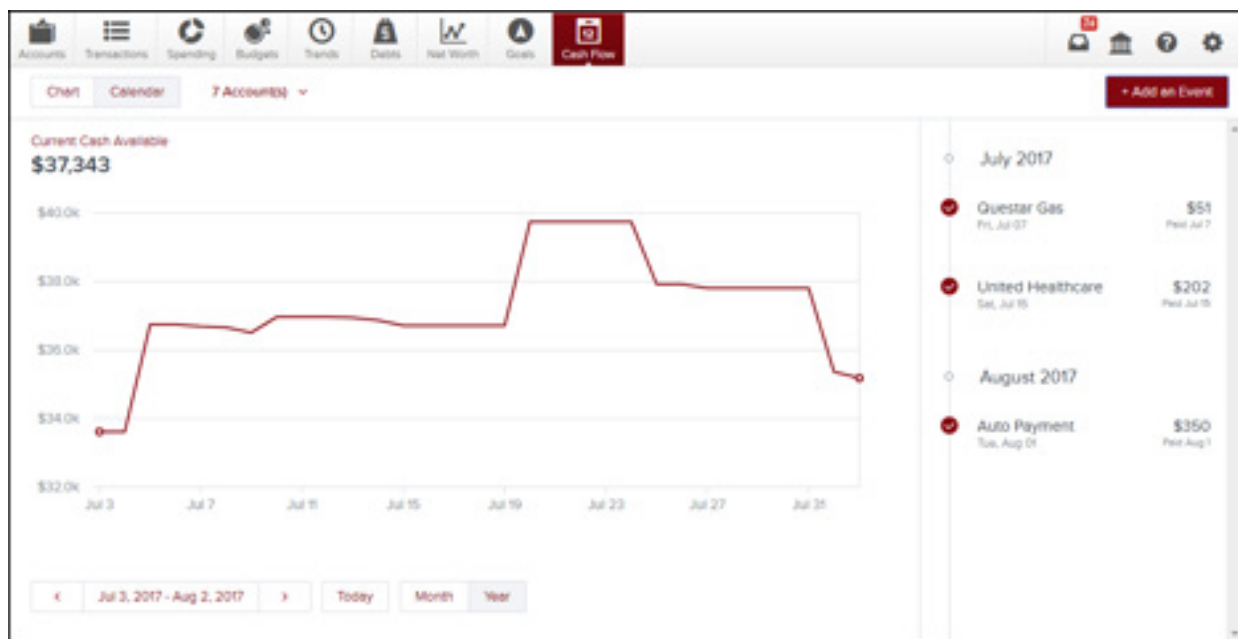 Accounts Transactions Spending Budgets Trends Debts Net Worth Goals Cash Flow
Chart Calendar 7 Account(s) + Add an Event
Current Cash Available
$37,343
$40.0k
$38.0k
$36.0k
$34.0k
$32.0k
Jul 3 Jul 7 Jul 11 Jul 15 Jul 19 Jul 23 Jul 27 Jul 31
Jul 3, 2017 - Aug 2, 2017 Today Month Year
July 2017
Questar Gas $51
Fri, Jul 07 Paid Jul 7
United Healthcare $202
Sat, Jul 15 Paid Jul 15
August 2017
Auto Payment $350
Tue, Aug 01 Paid Aug 1